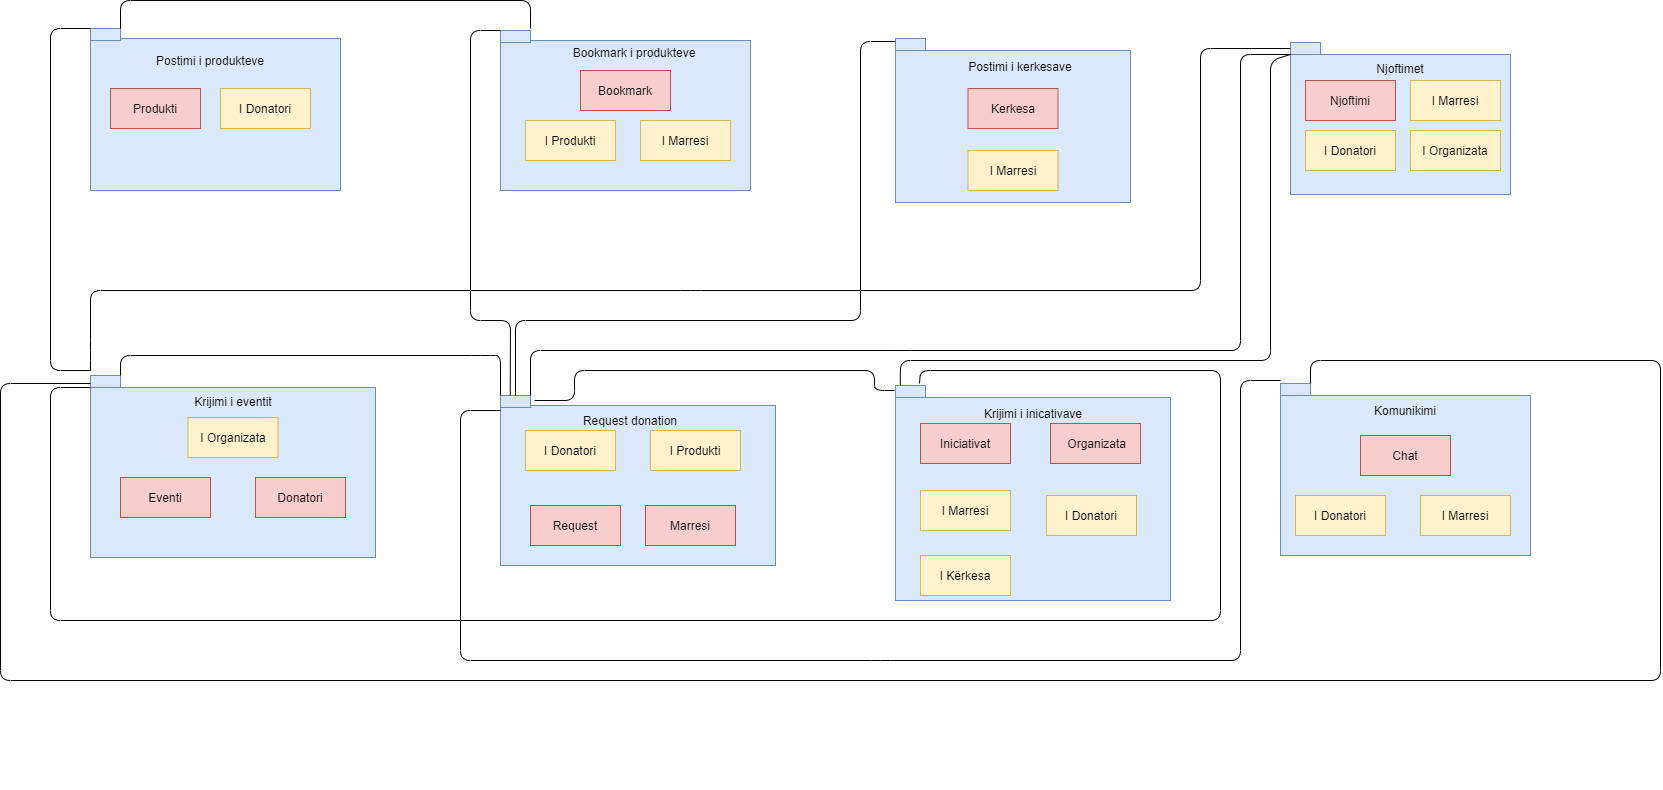 Postimi i produkteve
Produkti
I Donatori
Bookmark i produkteve
Bookmark
I Produkti
I Marresi
Postimi i kerkesave
Kerkesa
I Marresi
Njoftimet
Njoftimi
I Marresi
I Donatori
I Organizata
Krijimi i eventit
I Organizata
Eventi
Donatori
Request donation
I Donatori
I Produkti
Request
Marresi
Krijimi i inicativave
Iniciativat
Organizata
I Marresi
I Donatori
I Kërkesa
Komunikimi
Chat
I Donatori
I Marresi